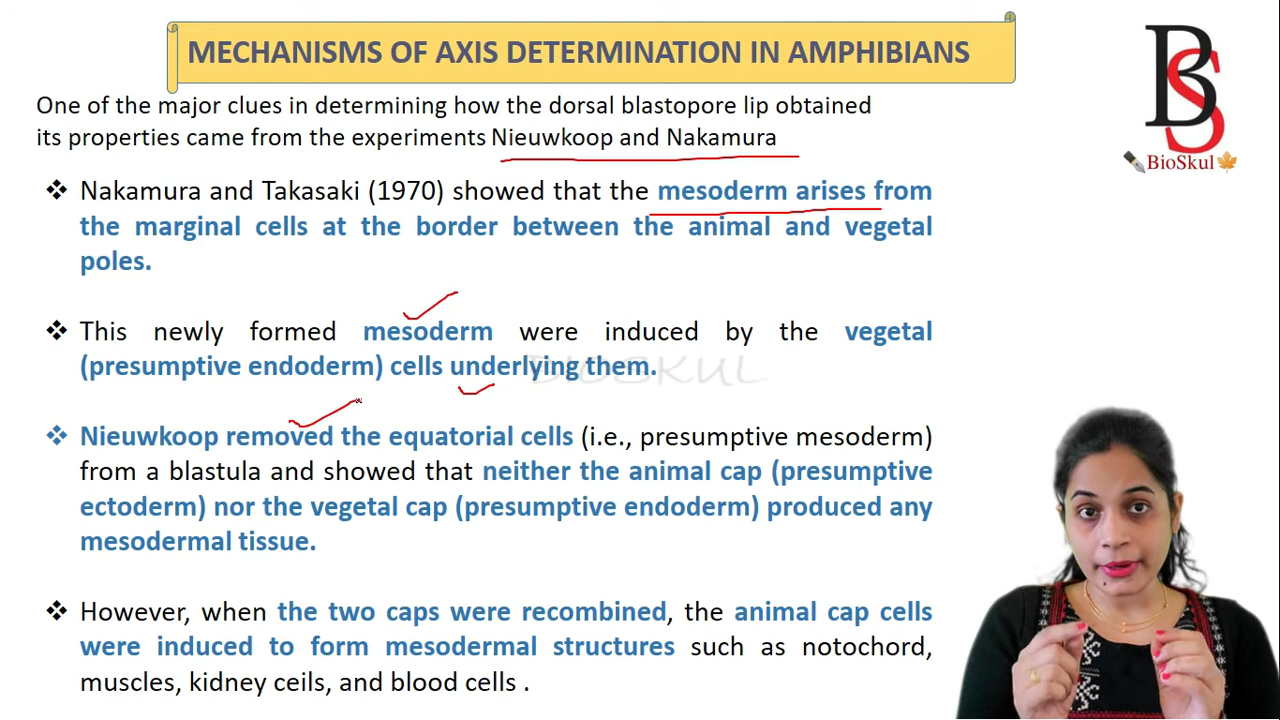 MECHANISMS OF AXIS DETERMINATION IN AMPHIBIANS
BS
BioSkul
One of the major clues in determining how the dorsal blastopore lip obtained
its properties came from the experiments Nieuwkoop and Nakamura
❖ Nakamura and Takasaki (1970) showed that the mesoderm arises from
the marginal cells at the border between the animal and vegetal
poles.
❖ This newly formed mesoderm were induced by the vegetal
(presumptive endoderm) cells underlying them.
BIOSKUL
❖ Nieuwkoop removed the equatorial cells (i.e., presumptive mesoderm)
from a blastula and showed that neither the animal cap (presumptive
ectoderm) nor the vegetal cap (presumptive endoderm) produced any
mesodermal tissue.
❖ However, when the two caps were recombined, the animal cap cells
were induced to form mesodermal structures such as notochord,
muscles, kidney ceils, and blood cells .